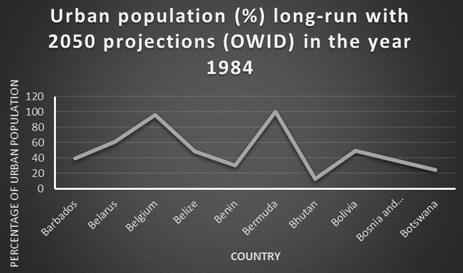 Urban population (%) long-run with
2050 projections (OWID) in the year
1984
PERCENTAGE OF URBAN POPULATION
120
100
80
60
40
20
0
Barbados
Belarus
Belgium
Belize
Benin
Bermuda
Bhutan
Bolivia
Bosnia and...
Botswana
COUNTRY